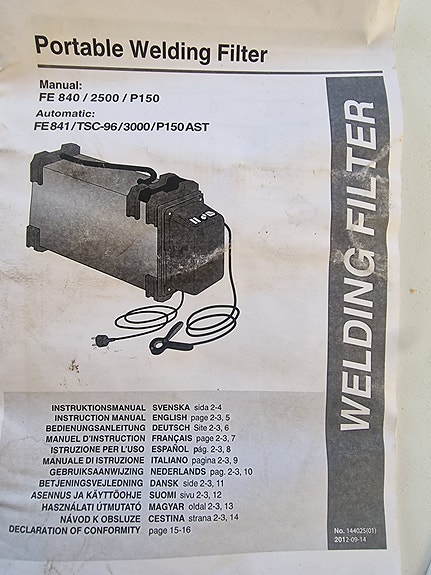 Portable Welding Filter
Manual:
FE 840 / 2500 / P150
Automatic:
FE 841 / TSC-96 / 3000 / P150 AST
WELDING FILTER
INSTRUKTIONSMANUAL SVENSKA sida 2-4
INSTRUCTION MANUAL ENGLISH page 2-3, 5
BEDIENUNGSANLEITUNG DEUTSCH Site 2-3, 6
MANUEL D'INSTRUCTION FRANÇAIS page 2-3, 7
ISTRUZIONE PER L'USO ESPAÑOL pág. 2-3, 8
MANUALE DI ISTRUZIONE ITALIANO pagina 2-3, 9
GEBRUIKSAANWIJZING NEDERLANDS pag. 2-3, 10
BETJENINGSVEJLEDNING DANSK side 2-3, 11
ASENNUS JA KÄYTTÖOHJE SUOMI sivu 2-3, 12
HASZNÁLATI ÚTMUTATÓ MAGYAR oldal 2-3, 13
NÁVOD K OBSLUZE CESTINA strana 2-3, 14
DECLARATION OF CONFORMITY page 15-16
No. 144025(01)
2012-09-14